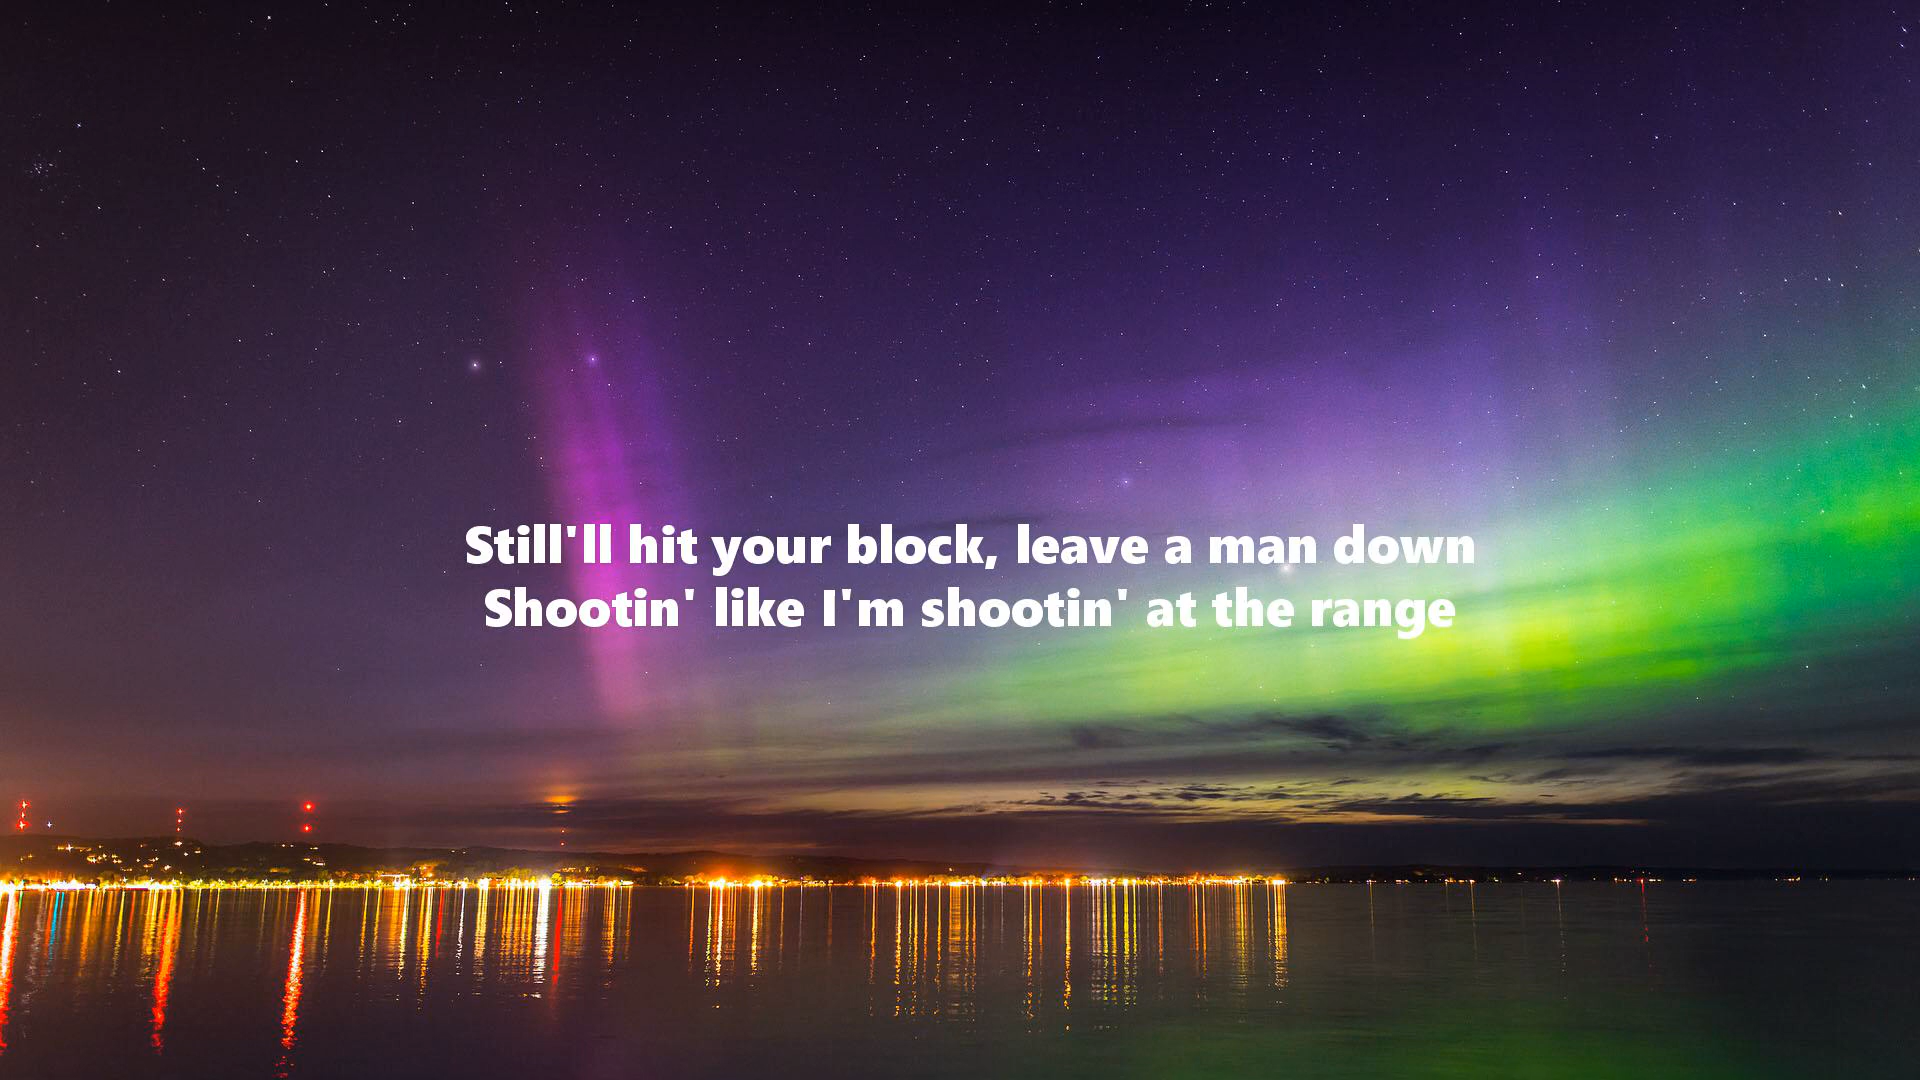 Still'll hit your block, leave a man down
Shootin' like I'm shootin' at the range